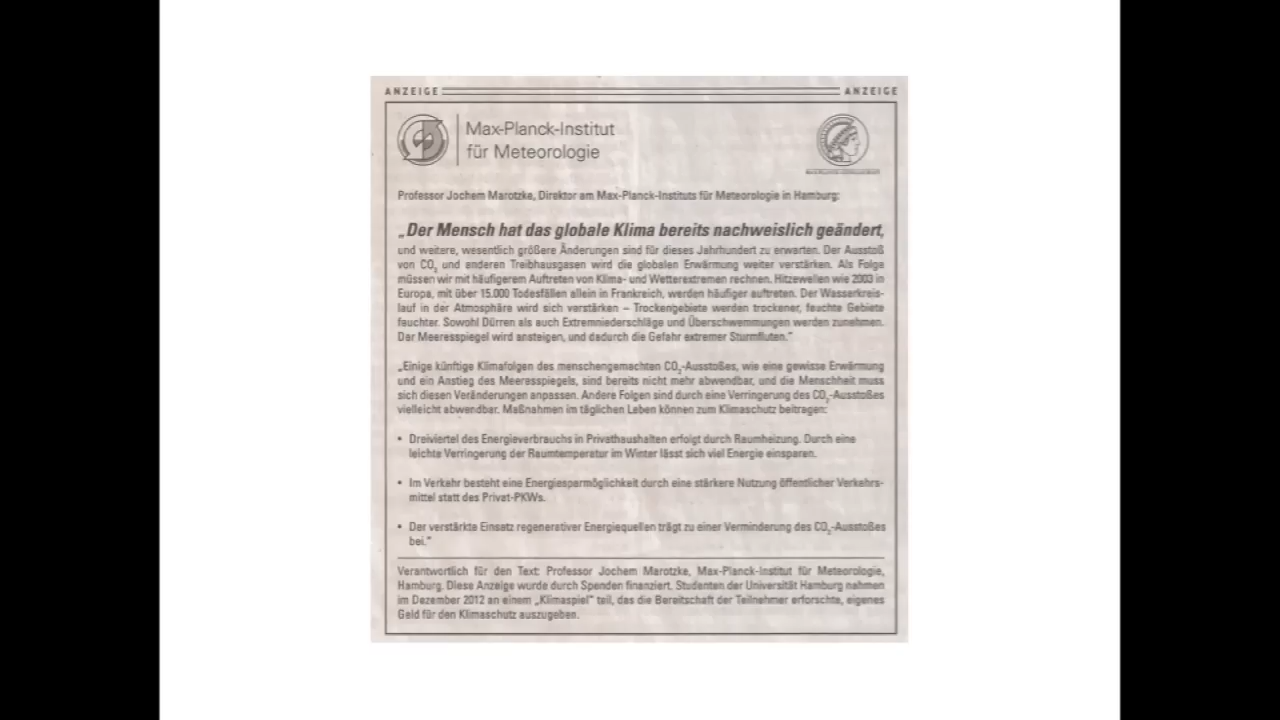 ANZEIGE ANZEIGE
Max-Planck-Institut
für Meteorologie
Professor Jochem Marotzke, Direktor am Max-Planck-Instituts für Meteorologie in Hamburg:
„Der Mensch hat das globale Klima bereits nachweislich geändert,
und weitere, wesentlich größere Änderungen sind für dieses Jahrhundert zu erwarten. Der Ausstoß
von CO₂ und anderen Treibhausgasen wird die globalen Erwärmung weiter verstärken. Als Folge
müssen wir mit häufigerem Auftreten von Klima- und Wetterextremen rechnen. Hitzewellen wie 2003 in
Europa, mit über 15.000 Todesfällen allein in Frankreich, werden häufiger auftreten. Der Wasserkreis-
lauf in der Atmosphäre wird sich verstärken – Trockengebiete werden trockener, feuchte Gebiete
feuchter. Sowohl Dürren als auch Extremniederschläge und Überschwemmungen werden zunehmen.
Der Meeresspiegel wird ansteigen, und dadurch die Gefahr extremer Sturmfluten.“
„Einige künftige Klimafolgen des menschengemachten CO₂-Ausstoßes, wie eine gewisse Erwärmung
und ein Anstieg des Meeresspiegels, sind bereits nicht mehr abwendbar, und die Menschheit muss
sich diesen Veränderungen anpassen. Andere Folgen sind durch eine Verringerung des CO₂-Ausstoßes
vielleicht abwendbar. Maßnahmen im täglichen Leben können zum Klimaschutz beitragen:
• Dreiviertel des Energieverbrauchs in Privathaushalten erfolgt durch Raumheizung. Durch eine
leichte Verringerung der Raumtemperatur im Winter lässt sich viel Energie einsparen.
• Im Verkehr besteht eine Energiesparmöglichkeit durch eine stärkere Nutzung öffentlicher Verkehrs-
mittel statt des Privat-PKWs.
• Der verstärkte Einsatz regenerativer Energiequellen trägt zu einer Verminderung des CO₂-Ausstoßes
bei.“
Verantwortlich für den Text: Professor Jochem Marotzke, Max-Planck-Institut für Meteorologie,
Hamburg. Diese Anzeige wurde durch Spenden finanziert. Studenten der Universität Hamburg nahmen
im Dezember 2012 an einem „Klimaspiel“ teil, das die Bereitschaft der Teilnehmer erforschte, eigenes
Geld für den Klimaschutz auszugeben.